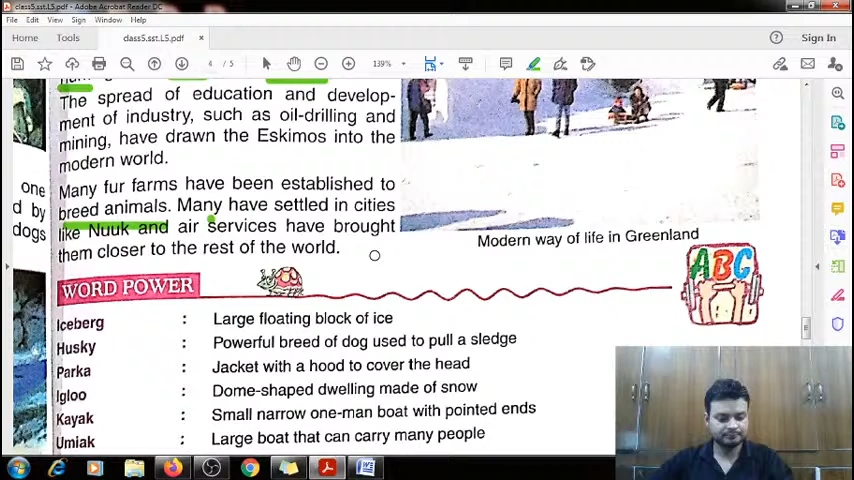 class5.sst.L5.pdf - Adobe Acrobat Reader DC
File Edit View Sign Window Help
Home Tools class5.sst.L5.pdf × Sign In
4 / 5 139%
The spread of education and develop-
ment of industry, such as oil-drilling and
mining, have drawn the Eskimos into the
modern world.
one
d by
dogs
Many fur farms have been established to
breed animals. Many have settled in cities
like Nuuk and air services have brought
them closer to the rest of the world.
Modern way of life in Greenland
ABC
WORD POWER
Iceberg : Large floating block of ice
Husky : Powerful breed of dog used to pull a sledge
Parka : Jacket with a hood to cover the head
Igloo : Dome-shaped dwelling made of snow
Kayak : Small narrow one-man boat with pointed ends
Umiak : Large boat that can carry many people